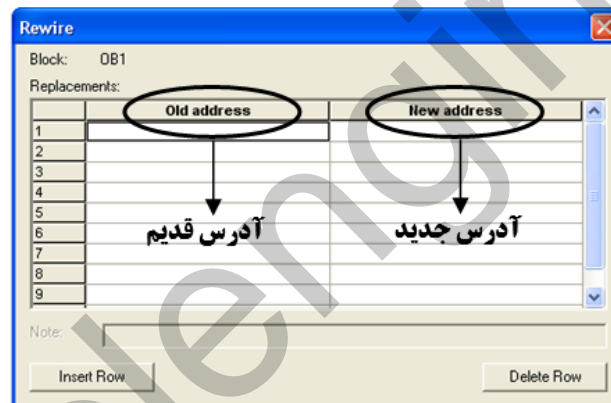 Rewire
Block: OB1
Replacements:
Old address New address
1
2
3
4
5
6
7
8
9
آدرس قدیم آدرس جدید
Note:
Insert Row Delete Row